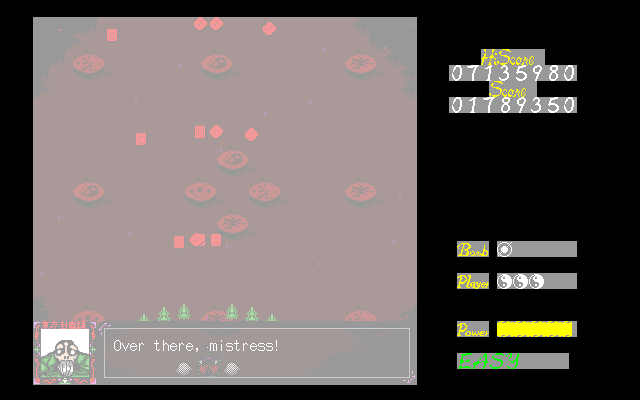 HiScore
07135980
Score
01789350
Bomb
Player
Power
EASY
Over there, mistress!